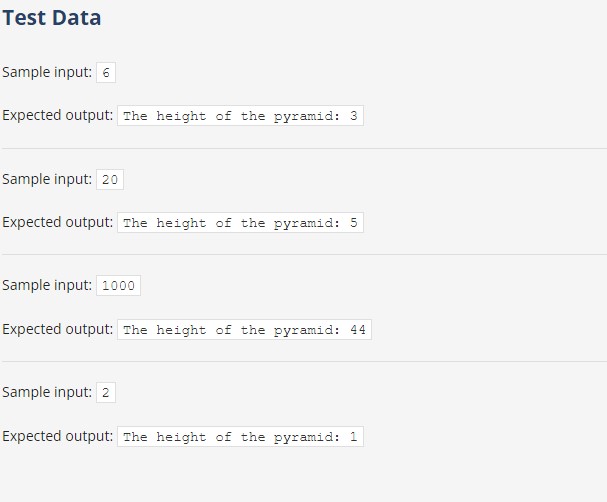 Test Data
Sample input: 6
Expected output: The height of the pyramid: 3
Sample input: 20
Expected output: The height of the pyramid: 5
Sample input: 1000
Expected output: The height of the pyramid: 44
Sample input: 2
Expected output: The height of the pyramid: 1